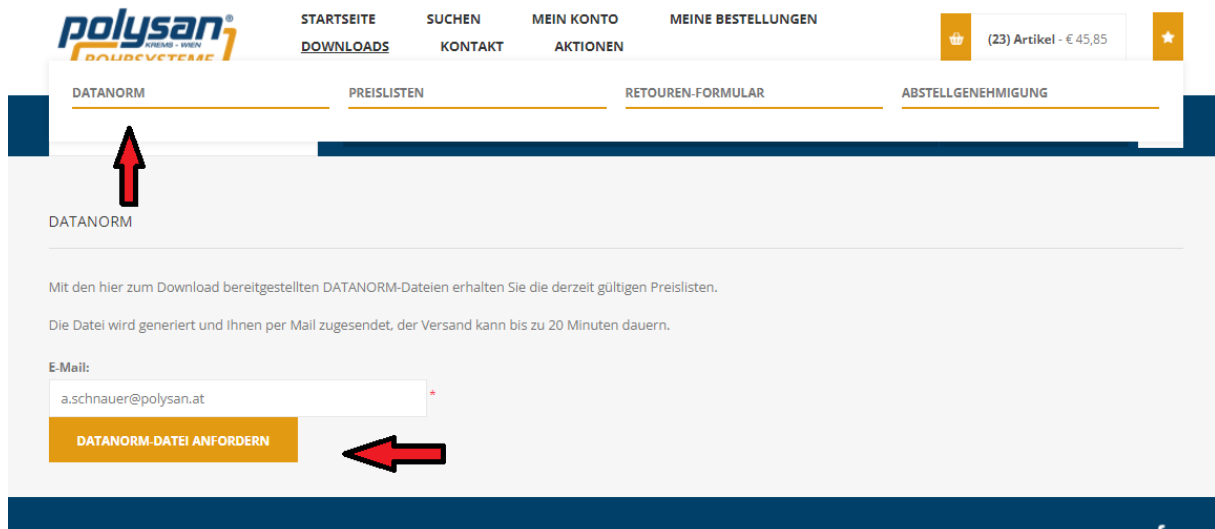 polysan®
KREMS - WIEN
ROHRSYSTEME
STARTSEITE SUCHEN MEIN KONTO MEINE BESTELLUNGEN
DOWNLOADS KONTAKT AKTIONEN
(23) Artikel - € 45,85
DATANORM PREISLISTEN RETOUREN-FORMULAR ABSTELLGENEHMIGUNG
DATANORM
Mit den hier zum Download bereitgestellten DATANORM-Dateien erhalten Sie die derzeit gültigen Preislisten.
Die Datei wird generiert und Ihnen per Mail zugesendet, der Versand kann bis zu 20 Minuten dauern.
E-Mail:
a.schnauer@polysan.at *
DATANORM-DATEI ANFORDERN